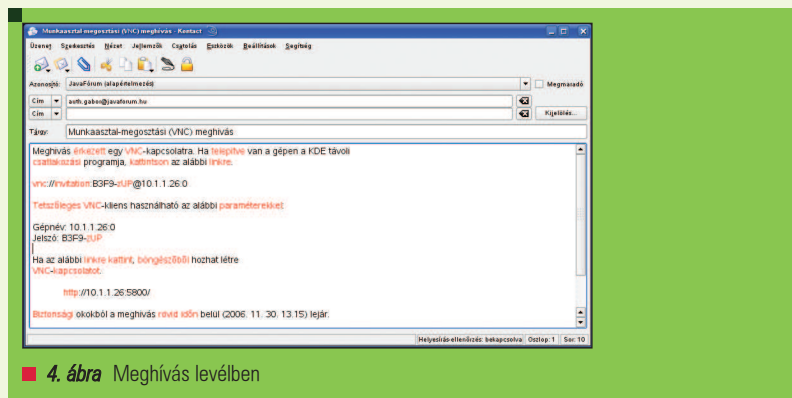 Munkaasztal megosztási (VNC) meghívás - Kontact
Üzenet Szerkesztés Nézet Jellemzők Csatolás Eszközök Beállítások Segítség
Azonosító: JavaFórum (alapértelmezés) Megmaradó
Cím asth.gabor@javaforum.hu
Cím Kijelölés...
Tárgy: Munkaasztal-megosztási (VNC) meghívás
Meghívás érkezett egy VNC-kapcsolatra. Ha telepítve van a gépen a KDE távoli
csatlakozási programja, kattintson az alábbi linkre.
vnc://invitation:B3F9-zUP@10.1.1.26:0
Tetszőleges VNC-kliens használható az alábbi paraméterekkel:
Gépnév: 10.1.1.26:0
Jelszó: B3F9-zUP
Ha az alábbi linkre kattint, böngészőből hozhat létre
VNC-kapcsolatot.
http://10.1.1.26:5800/
Biztonsági okokból a meghívás rövid időn belül (2006. 11. 30. 13.15) lejár.
Helyesírás-ellenőrzés: bekapcsolva Oszlop: 1 Sor: 10
4. ábra Meghívás levélben